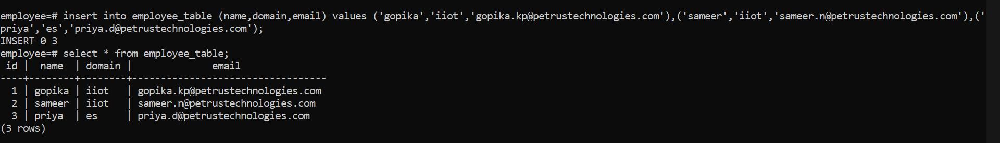 employee=# insert into employee_table (name,domain,email) values ('gopika','iiot','gopika.kp@petrustechnologies.com'),('sameer','iiot','sameer.n@petrustechnologies.com'),('
priya','es','priya.d@petrustechnologies.com');
INSERT 0 3
employee=# select * from employee_table;
 id |  name  | domain |              email
----+--------+--------+----------------------------------
  1 | gopika | iiot   | gopika.kp@petrustechnologies.com
  2 | sameer | iiot   | sameer.n@petrustechnologies.com
  3 | priya  | es     | priya.d@petrustechnologies.com
(3 rows)